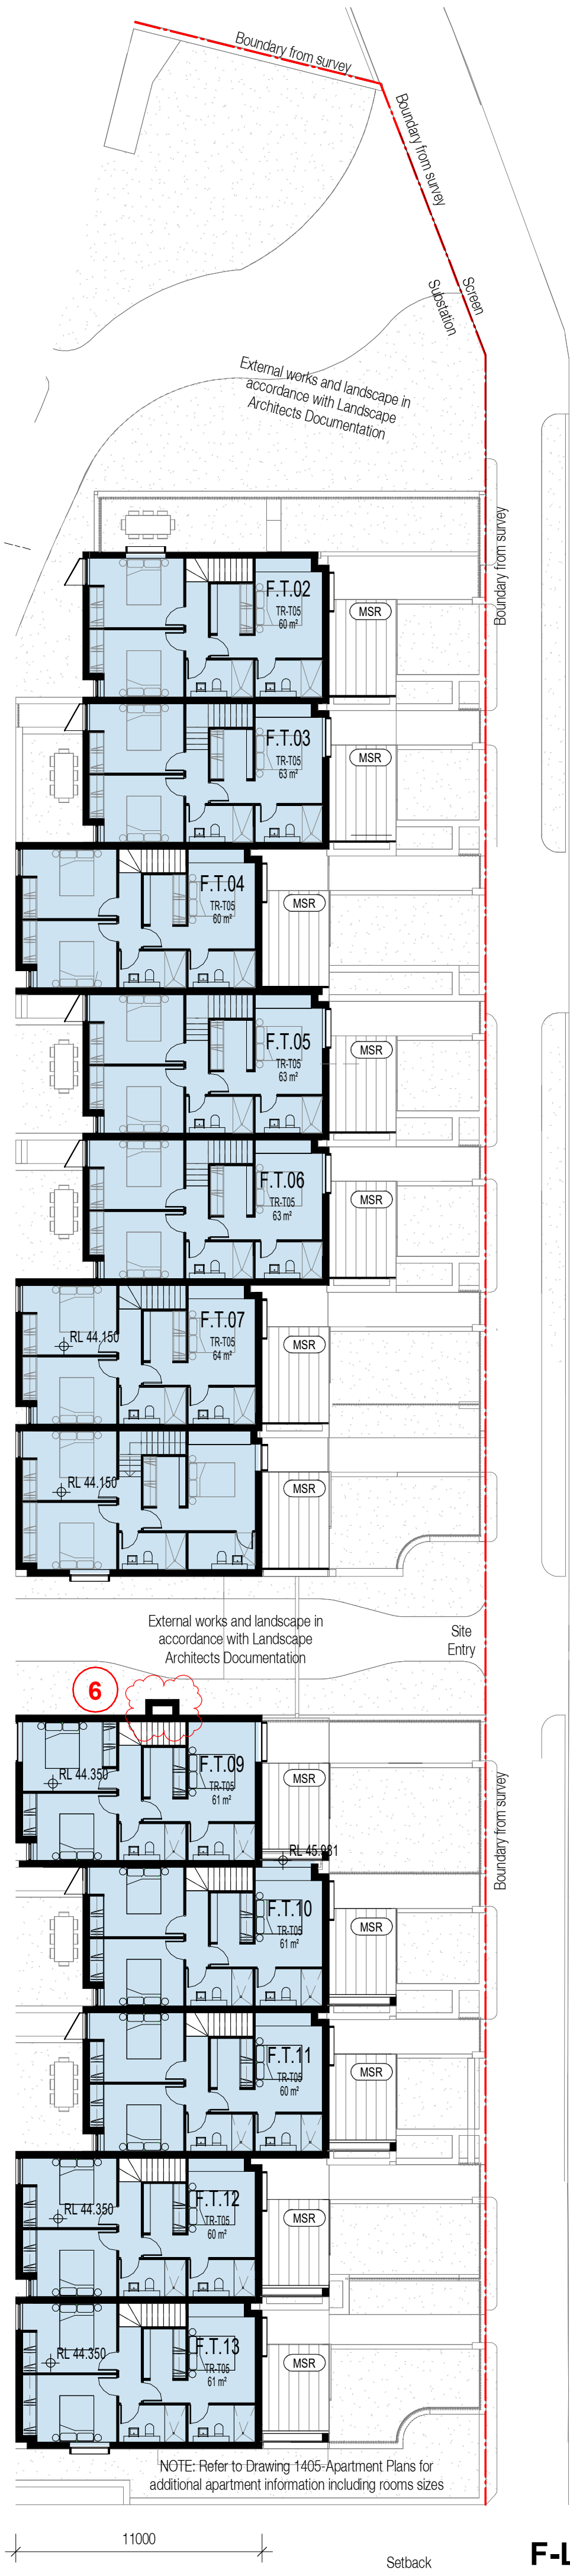 Boundary from survey
Boundary from survey
Screen
Substation
External works and landscape in
accordance with Landscape
Architects Documentation
Boundary from survey
F.T.02
TR-T05
60 m²
MSR
F.T.03
TR-T05
63 m²
MSR
F.T.04
TR-T05
60 m²
MSR
F.T.05
TR-T05
63 m²
MSR
F.T.06
TR-T05
63 m²
MSR
F.T.07
TR-T05
64 m²
MSR
RL 44.150
RL 44.150
MSR
External works and landscape in
accordance with Landscape
Architects Documentation
Site
Entry
6
F.T.09
TR-T05
61 m²
MSR
RL 44.350
RL 45.081
Boundary from survey
F.T.10
TR-T05
61 m²
MSR
F.T.11
TR-T05
60 m²
MSR
F.T.12
TR-T05
60 m²
MSR
RL 44.350
F.T.13
TR-T05
61 m²
MSR
RL 44.350
NOTE: Refer to Drawing 1405-Apartment Plans for
additional apartment information including rooms sizes
11000
Setback
F-L